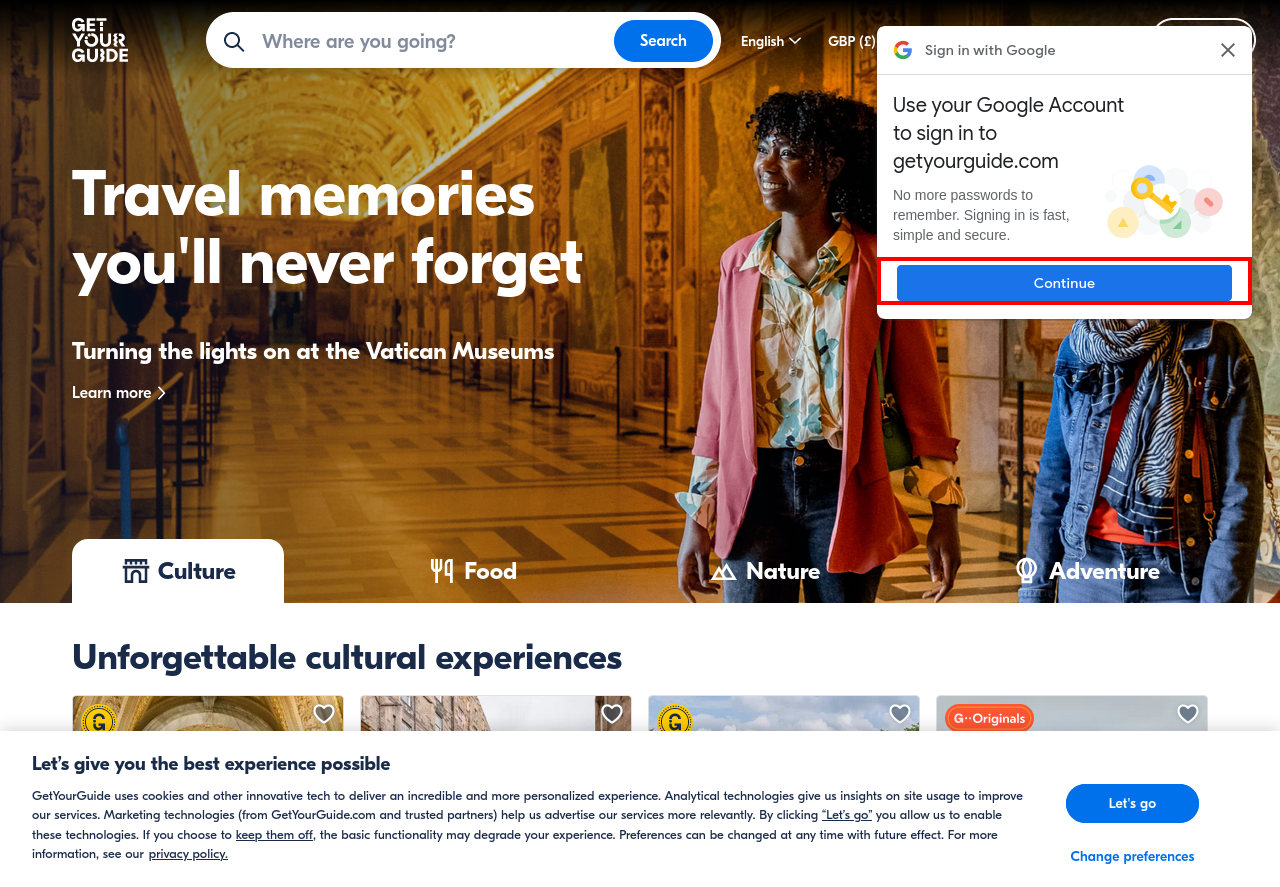 GET
YOUR
GUIDE
Where are you going?
Search
English
GBP (£)
Sign in with Google
Use your Google Account
to sign in to
getyourguide.com
No more passwords to
remember. Signing in is fast,
simple and secure.
Continue
Travel memories
you'll never forget
Turning the lights on at the Vatican Museums
Learn more
Culture
Food
Nature
Adventure
Unforgettable cultural experiences
G
G
G··Originals
Let’s give you the best experience possible
GetYourGuide uses cookies and other innovative tech to deliver an incredible and more personalized experience. Analytical technologies give us insights on site usage to improve
our services. Marketing technologies (from GetYourGuide.com and trusted partners) help us advertise our services more relevantly. By clicking “Let's go” you allow us to enable
these technologies. If you choose to keep them off, the basic functionality may degrade your experience. Preferences can be changed at any time with future effect. For more
information, see our privacy policy.
Let's go
Change preferences